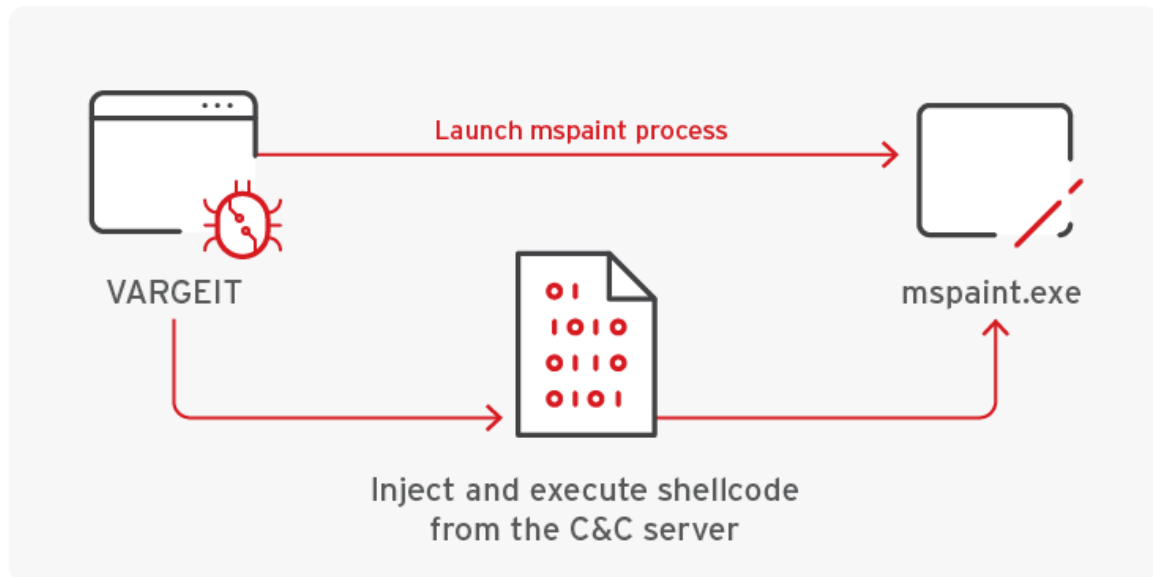 Launch mspaint process
VARGEIT
mspaint.exe
01
1010
0110
0101
Inject and execute shellcode
from the C&C server